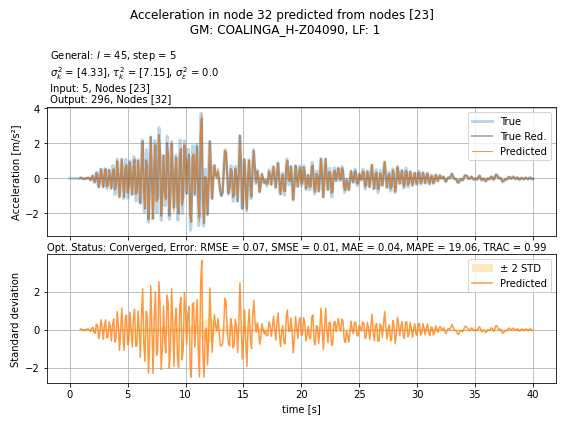 Acceleration in node 32 predicted from nodes [23]
GM: COALINGA_H-Z04090, LF: 1
General: l = 45, step = 5
σ²ₖ = [4.33], τ²ₖ = [7.15], σ²ε = 0.0
Input: 5, Nodes [23]
Output: 296, Nodes [32]
Acceleration [m/s²]
4
2
0
−2
True
True Red.
Predicted
Opt. Status: Converged, Error: RMSE = 0.07, SMSE = 0.01, MAE = 0.04, MAPE = 19.06, TRAC = 0.99
Standard deviation
2
0
−2
± 2 STD
Predicted
0 5 10 15 20 25 30 35 40
time [s]